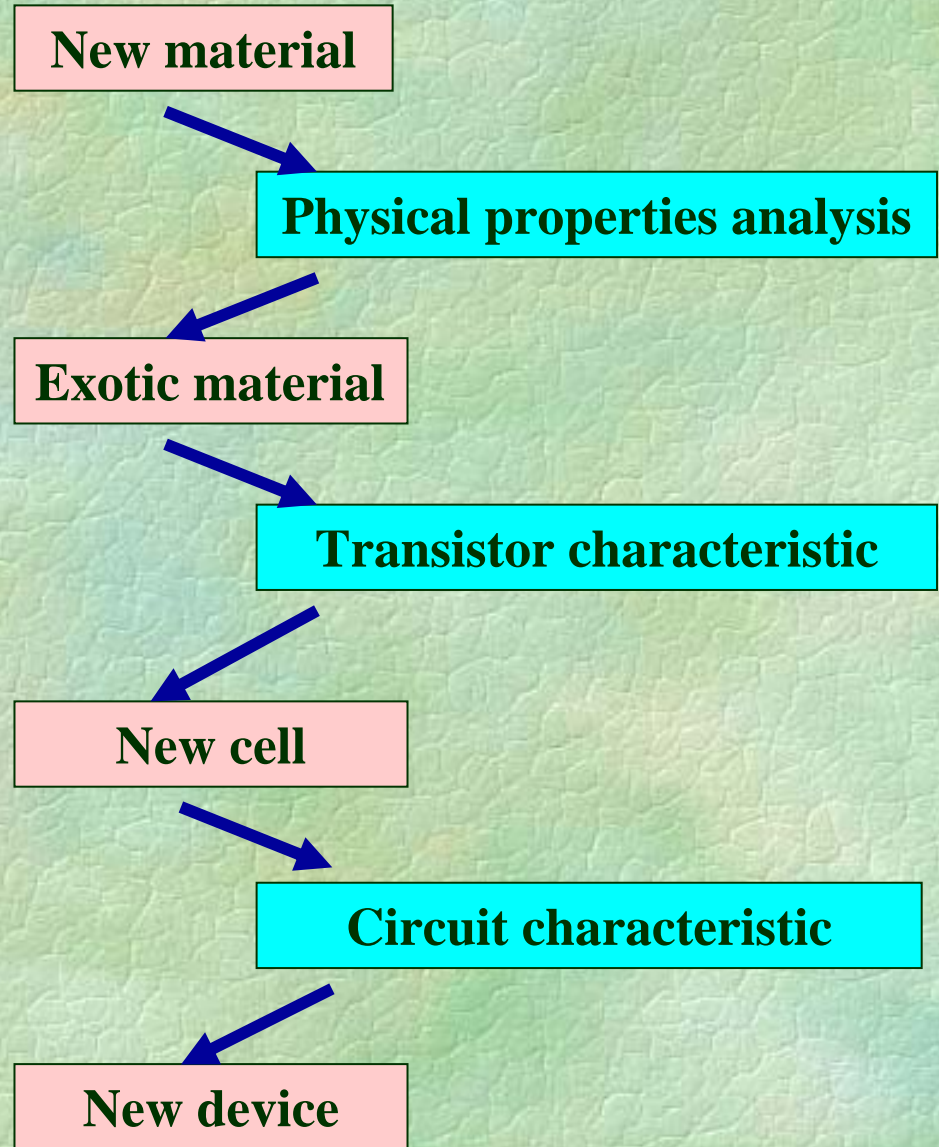 New material
Physical properties analysis
Exotic material
Transistor characteristic
New cell
Circuit characteristic
New device